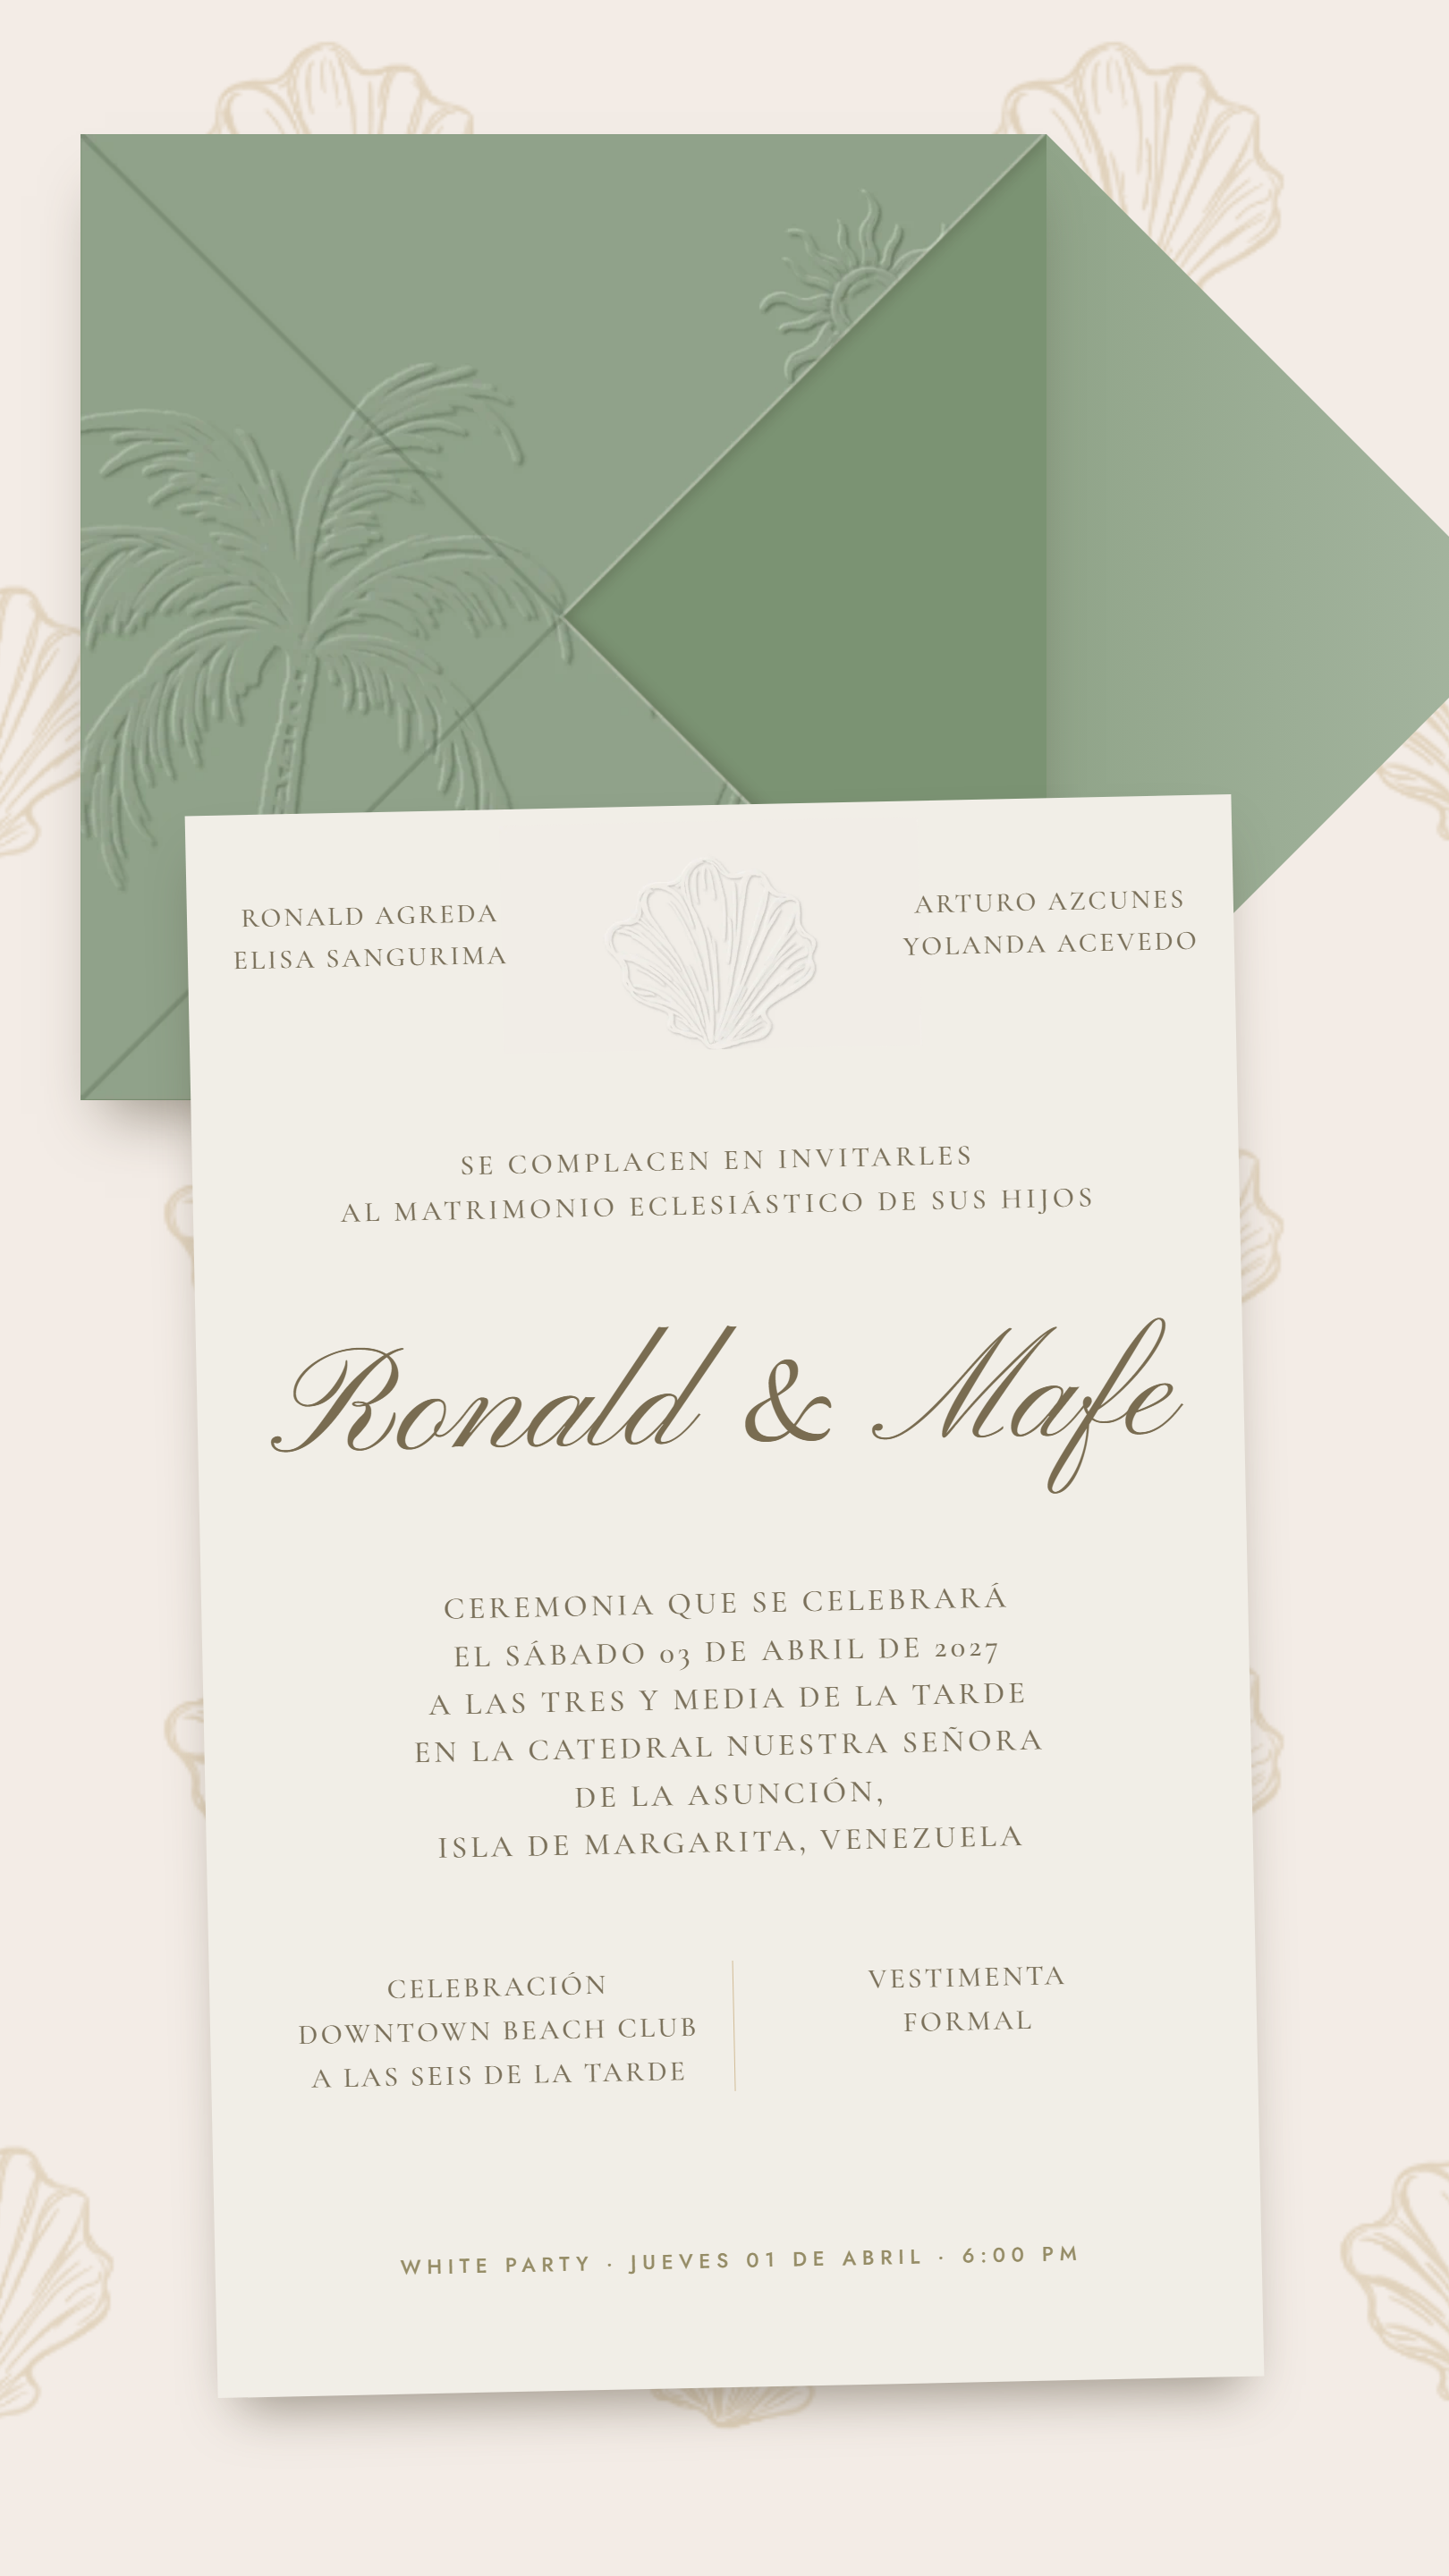 RONALD AGREDA
ELISA SANGURIMA
ARTURO AZCUNES
YOLANDA ACEVEDO
SE COMPLACEN EN INVITARLES
AL MATRIMONIO ECLESIÁSTICO DE SUS HIJOS
Ronald & Mafe
CEREMONIA QUE SE CELEBRARÁ
EL SÁBADO 03 DE ABRIL DE 2027
A LAS TRES Y MEDIA DE LA TARDE
EN LA CATEDRAL NUESTRA SEÑORA
DE LA ASUNCIÓN,
ISLA DE MARGARITA, VENEZUELA
CELEBRACIÓN
DOWNTOWN BEACH CLUB
A LAS SEIS DE LA TARDE
VESTIMENTA
FORMAL
WHITE PARTY · JUEVES 01 DE ABRIL · 6:00 PM